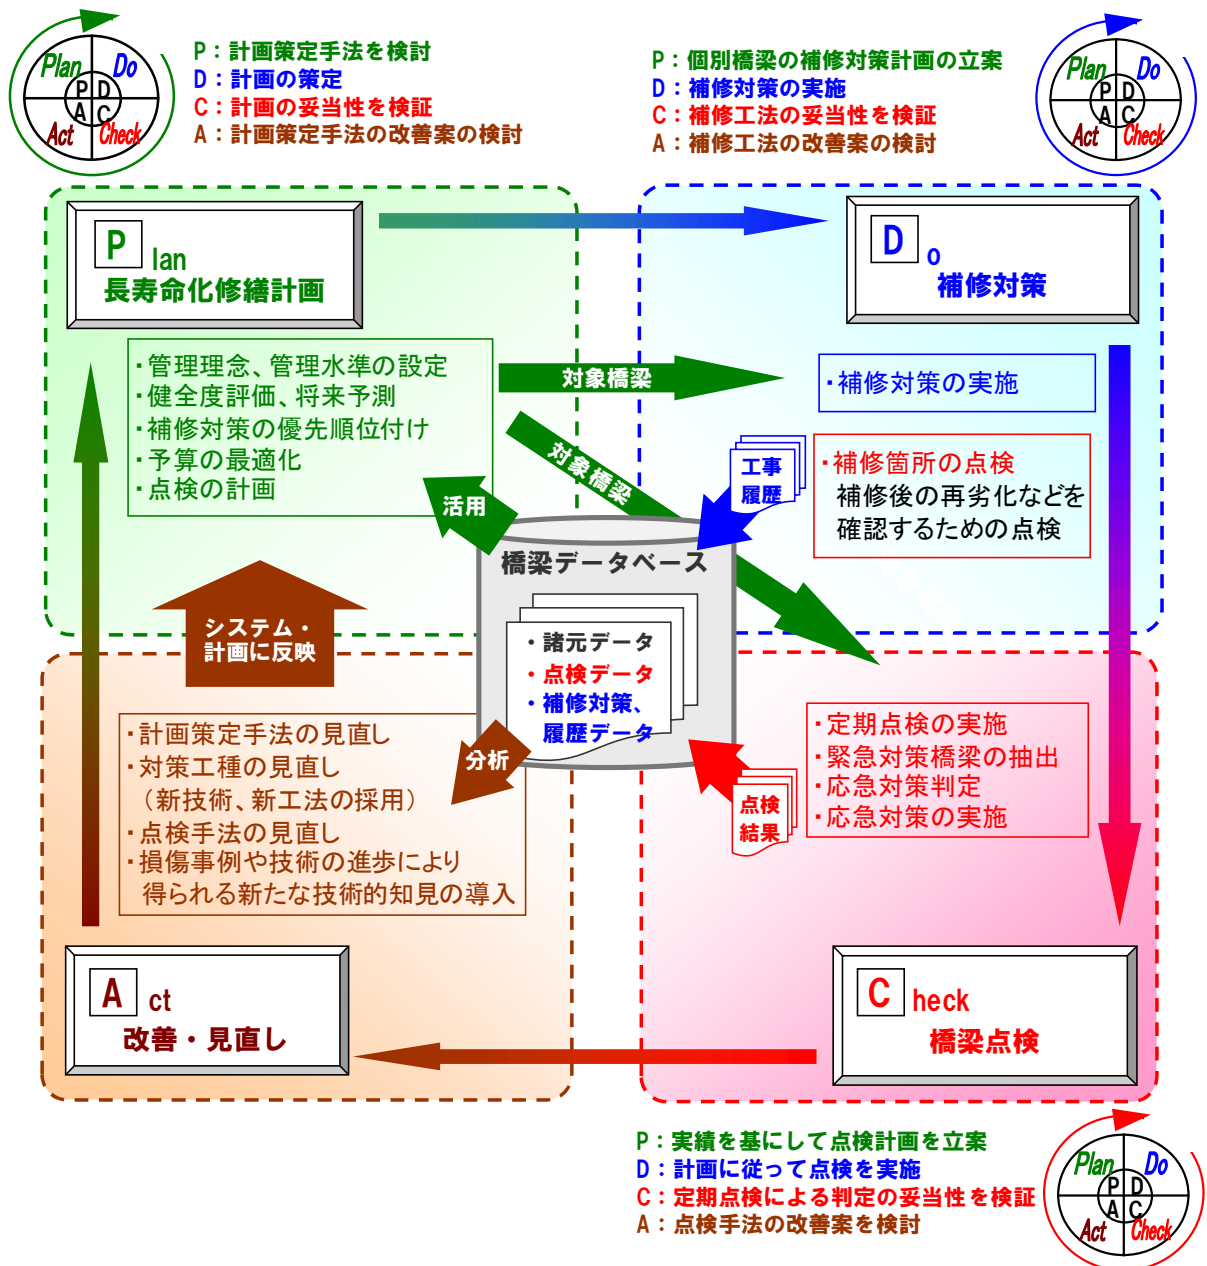 Plan
Do
P
D
A
C
Act
Check
P：計画策定手法を検討
D：計画の策定
C：計画の妥当性を検証
A：計画策定手法の改善案の検討
P：個別橋梁の補修対策計画の立案
D：補修対策の実施
C：補修工法の妥当性を検証
A：補修工法の改善案の検討
Plan
Do
P
D
A
C
Act
Check
P lan
長寿命化修繕計画
D o
補修対策
・管理理念、管理水準の設定
・健全度評価、将来予測
・補修対策の優先順位付け
・予算の最適化
・点検の計画
対象橋梁
対象橋梁
・補修対策の実施
・補修箇所の点検
補修後の再劣化などを
確認するための点検
工事
履歴
活用
橋梁データベース
・諸元データ
・点検データ
・補修対策、
履歴データ
システム・
計画に反映
分析
点検
結果
・計画策定手法の見直し
・対策工種の見直し
（新技術、新工法の採用）
・点検手法の見直し
・損傷事例や技術の進歩により
得られる新たな技術的知見の導入
・定期点検の実施
・緊急対策橋梁の抽出
・応急対策判定
・応急対策の実施
A ct
改善・見直し
C heck
橋梁点検
P：実績を基にして点検計画を立案
D：計画に従って点検を実施
C：定期点検による判定の妥当性を検証
A：点検手法の改善案を検討
Plan
Do
P
D
A
C
Act
Check